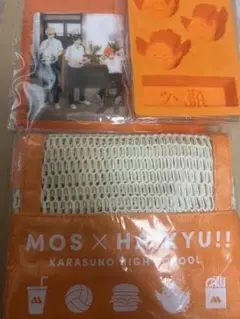 MOS × HAIKYU!!
KARASUNO HIGH SCHOOL